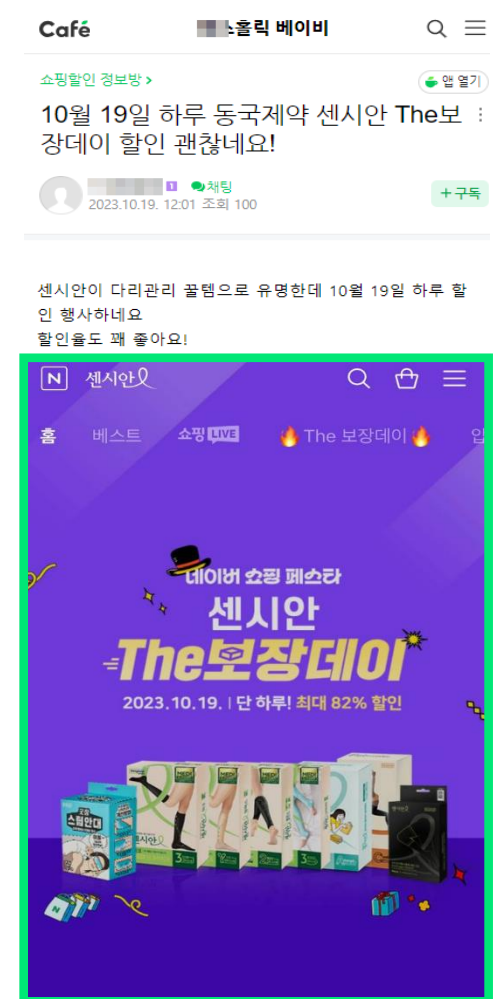 Café
스홀릭 베이비
쇼핑할인 정보방 >
앱 열기
10월 19일 하루 동국제약 센시안 The보
장데이 할인 괜찮네요!
1 채팅
2023.10.19. 12:01 조회 100
+구독
센시안이 다리관리 꿀템으로 유명한데 10월 19일 하루 할
인 행사하네요
할인율도 꽤 좋아요!
N 센시안
홈 베스트 쇼핑LIVE The 보장데이 압
네이버 쇼핑 페스타
센시안
The보장데이
2023.10.19. | 단 하루! 최대 82% 할인
스팀안대
센시안
3
3
3
N